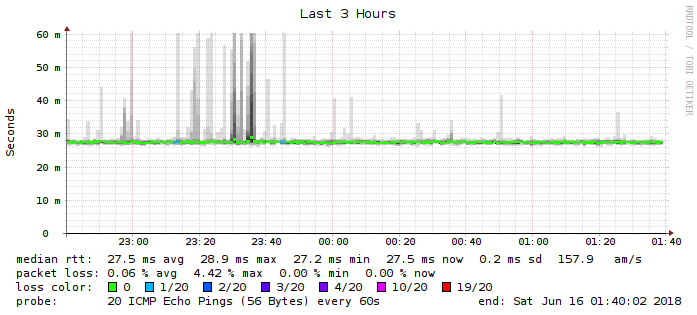 Last 3 Hours
RRDTOOL / TOBI OETIKER
Seconds
60 m
50 m
40 m
30 m
20 m
10 m
0
23:00 23:20 23:40 00:00 00:20 00:40 01:00 01:20 01:40
median rtt: 27.5 ms avg 28.9 ms max 27.2 ms min 27.5 ms now 0.2 ms sd 157.9 am/s
packet loss: 0.06 % avg 4.42 % max 0.00 % min 0.00 % now
loss color: 0 1/20 2/20 3/20 4/20 10/20 19/20
probe: 20 ICMP Echo Pings (56 Bytes) every 60s end: Sat Jun 16 01:40:02 2018